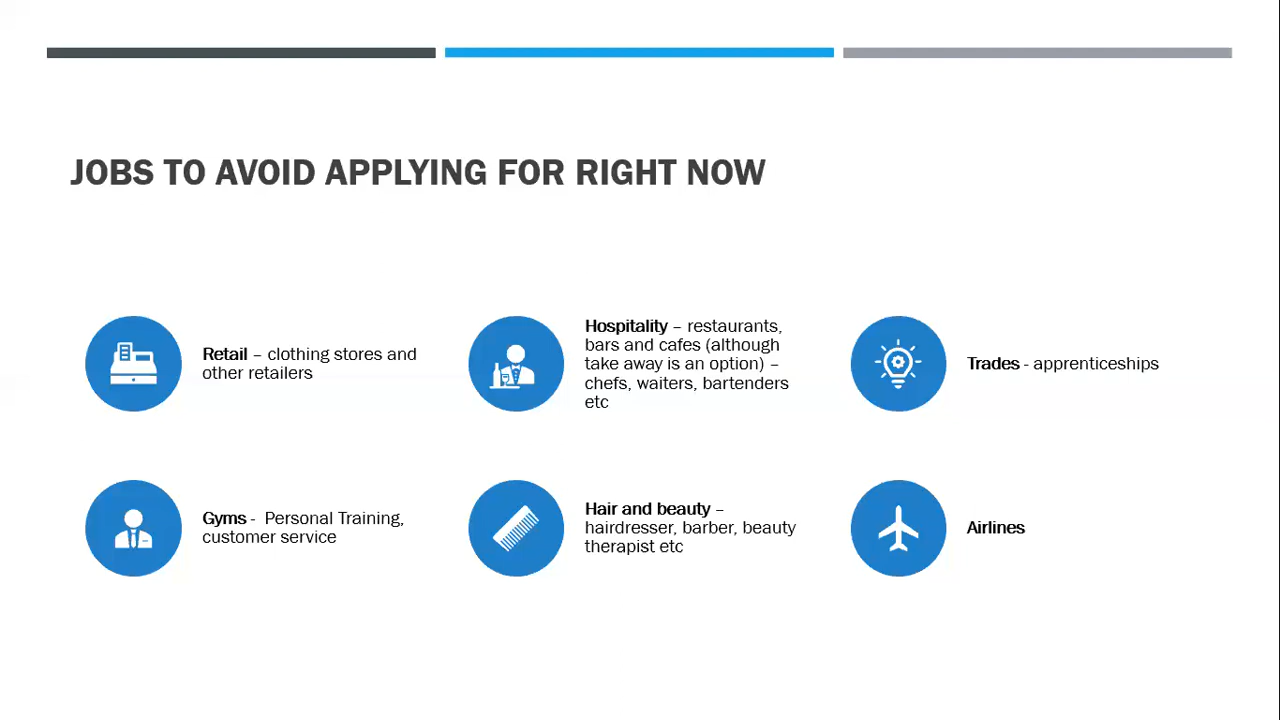 JOBS TO AVOID APPLYING FOR RIGHT NOW
Retail – clothing stores and
other retailers
Hospitality – restaurants,
bars and cafes (although
take away is an option) –
chefs, waiters, bartenders
etc
Trades - apprenticeships
Gyms -  Personal Training,
customer service
Hair and beauty –
hairdresser, barber, beauty
therapist etc
Airlines